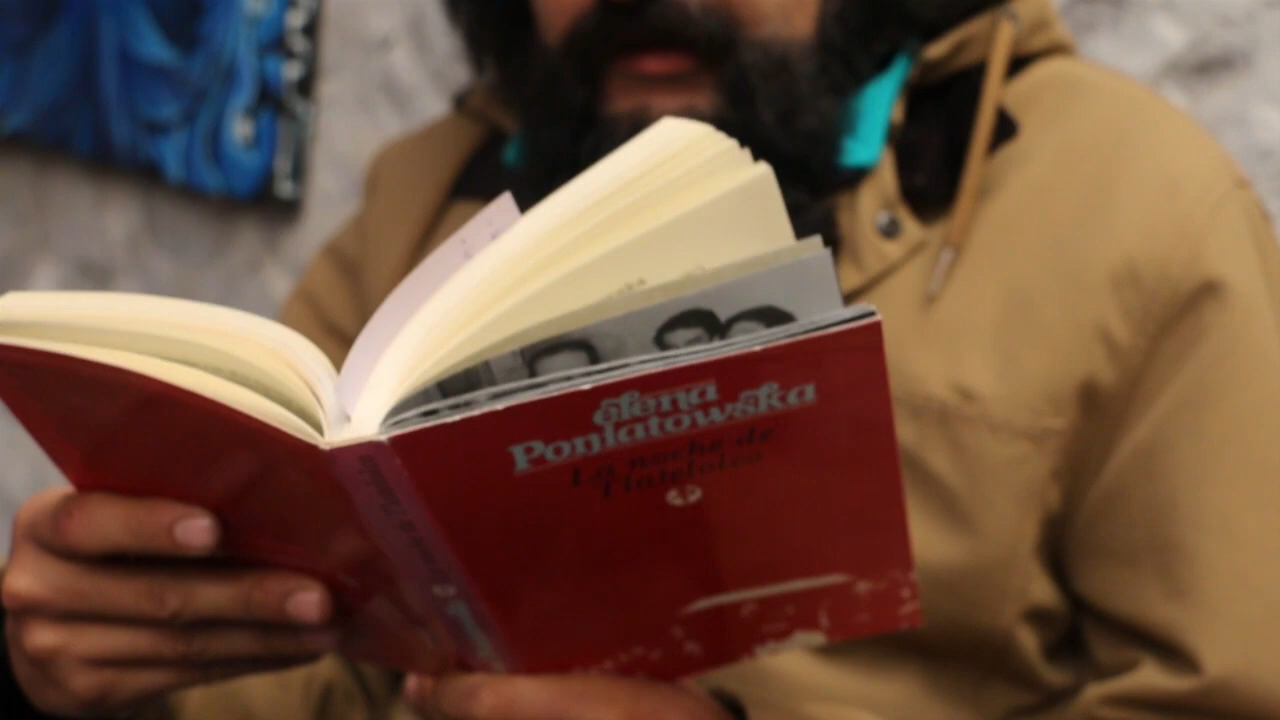 elena
Poniatowska
La noche de
Tlatelolco